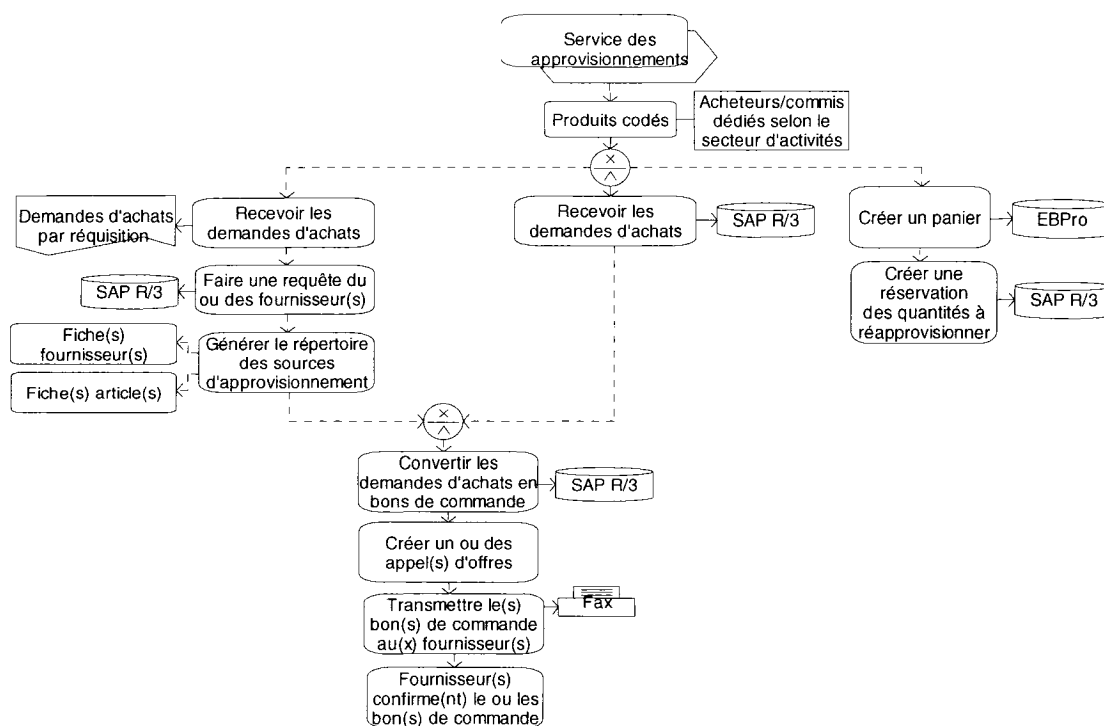 Service des
approvisionnements
Produits codés
Acheteurs/commis
dédiés selon le
secteur d'activités
X
^
Demandes d'achats
par réquisition
Recevoir les
demandes d'achats
Recevoir les
demandes d'achats
SAP R/3
Créer un panier
EBPro
SAP R/3
Faire une requête du
ou des fournisseur(s)
Créer une
réservation
des quantités à
réapprovisionner
SAP R/3
Fiche(s)
fournisseur(s)
Fiche(s) article(s)
Générer le répertoire
des sources
d'approvisionnement
X
^
Convertir les
demandes d'achats en
bons de commande
SAP R/3
Créer un ou des
appel(s) d'offres
Transmettre le(s)
bon(s) de commande
au(x) fournisseur(s)
Fax
Fournisseur(s)
confirme(nt) le ou les
bon(s) de commande